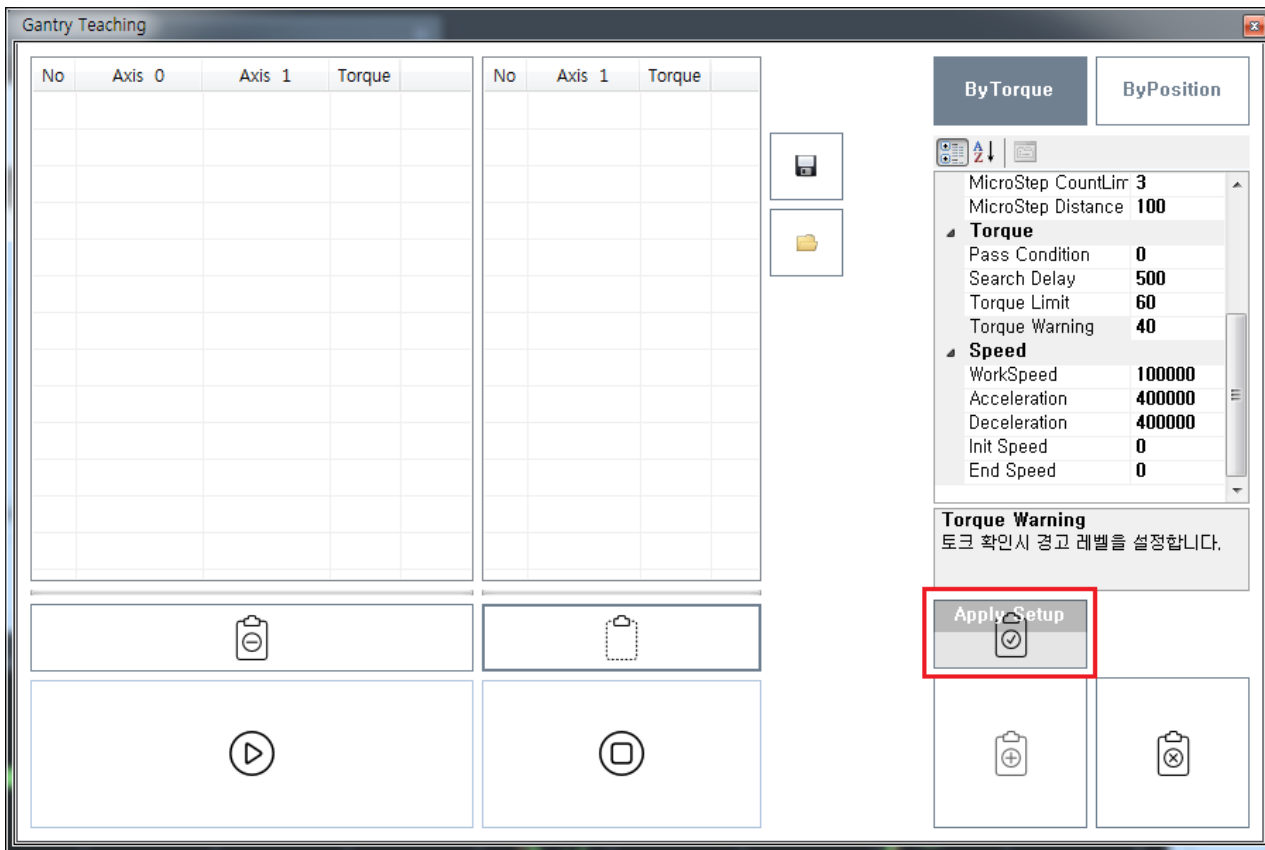 Gantry Teaching
No Axis 0 Axis 1 Torque
No Axis 1 Torque
ByTorque
ByPosition
MicroStep CountLim 3
MicroStep Distance 100
Torque
Pass Condition 0
Search Delay 500
Torque Limit 60
Torque Warning 40
Speed
WorkSpeed 100000
Acceleration 400000
Deceleration 400000
Init Speed 0
End Speed 0
Torque Warning
토크 확인시 경고 레벨을 설정합니다.
Apply Setup